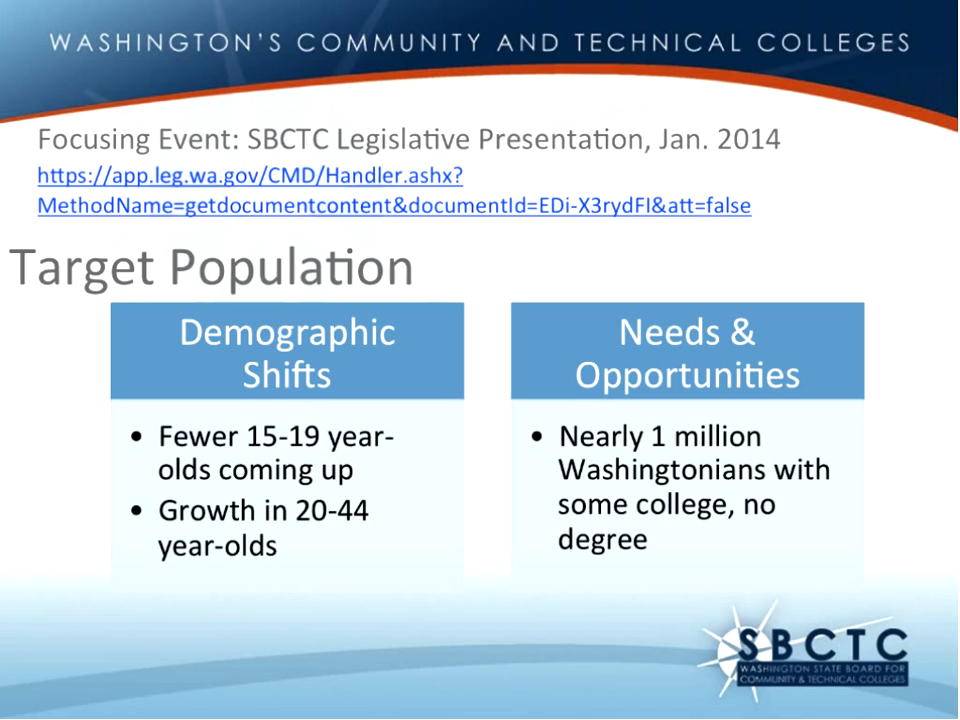 WASHINGTON'S COMMUNITY AND TECHNICAL COLLEGES
Focusing Event: SBCTC Legislative Presentation, Jan. 2014
https://app.leg.wa.gov/CMD/Handler.ashx?
MethodName=getdocumentcontent&documentId=EDi-X3rydFI&att=false
Target Population
Demographic
Shifts
• Fewer 15-19 year-
olds coming up
• Growth in 20-44
year-olds
Needs &
Opportunities
• Nearly 1 million
Washingtonians with
some college, no
degree
SBCTC
WASHINGTON STATE BOARD FOR
COMMUNITY & TECHNICAL COLLEGES